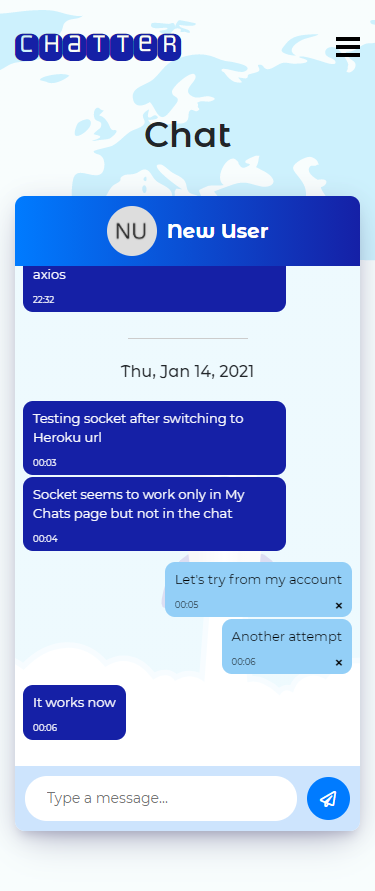 CHaTTeR
Chat
NU
New User
axios
22:32
Thu, Jan 14, 2021
Testing socket after switching to
Heroku url
00:03
Socket seems to work only in My
Chats page but not in the chat
00:04
Let's try from my account
00:05
Another attempt
00:06
It works now
00:06
Type a message...